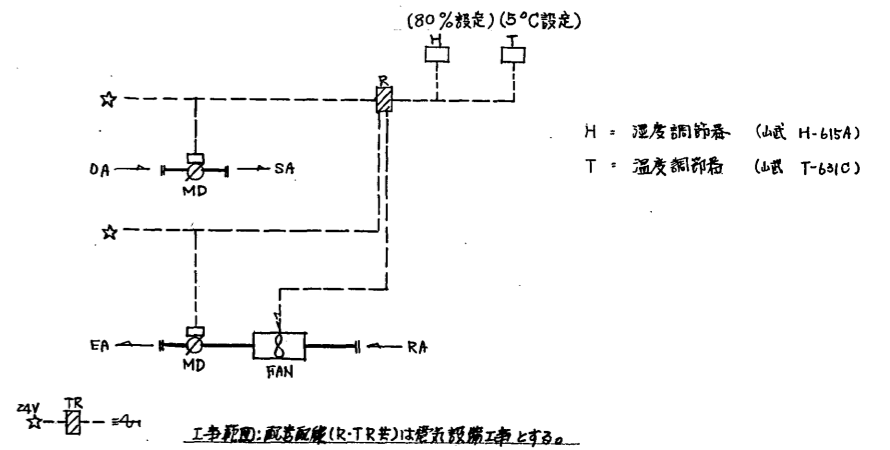 (80%設定)(5°C設定)
H T
R
H = 湿度調節器 (山武 H-615A)
T = 温度調節器 (山武 T-631C)
OA SA
MD
EA RA
MD FAN
24V TR
工事範囲:配管配線(R・TR共)は電気設備工事とする。